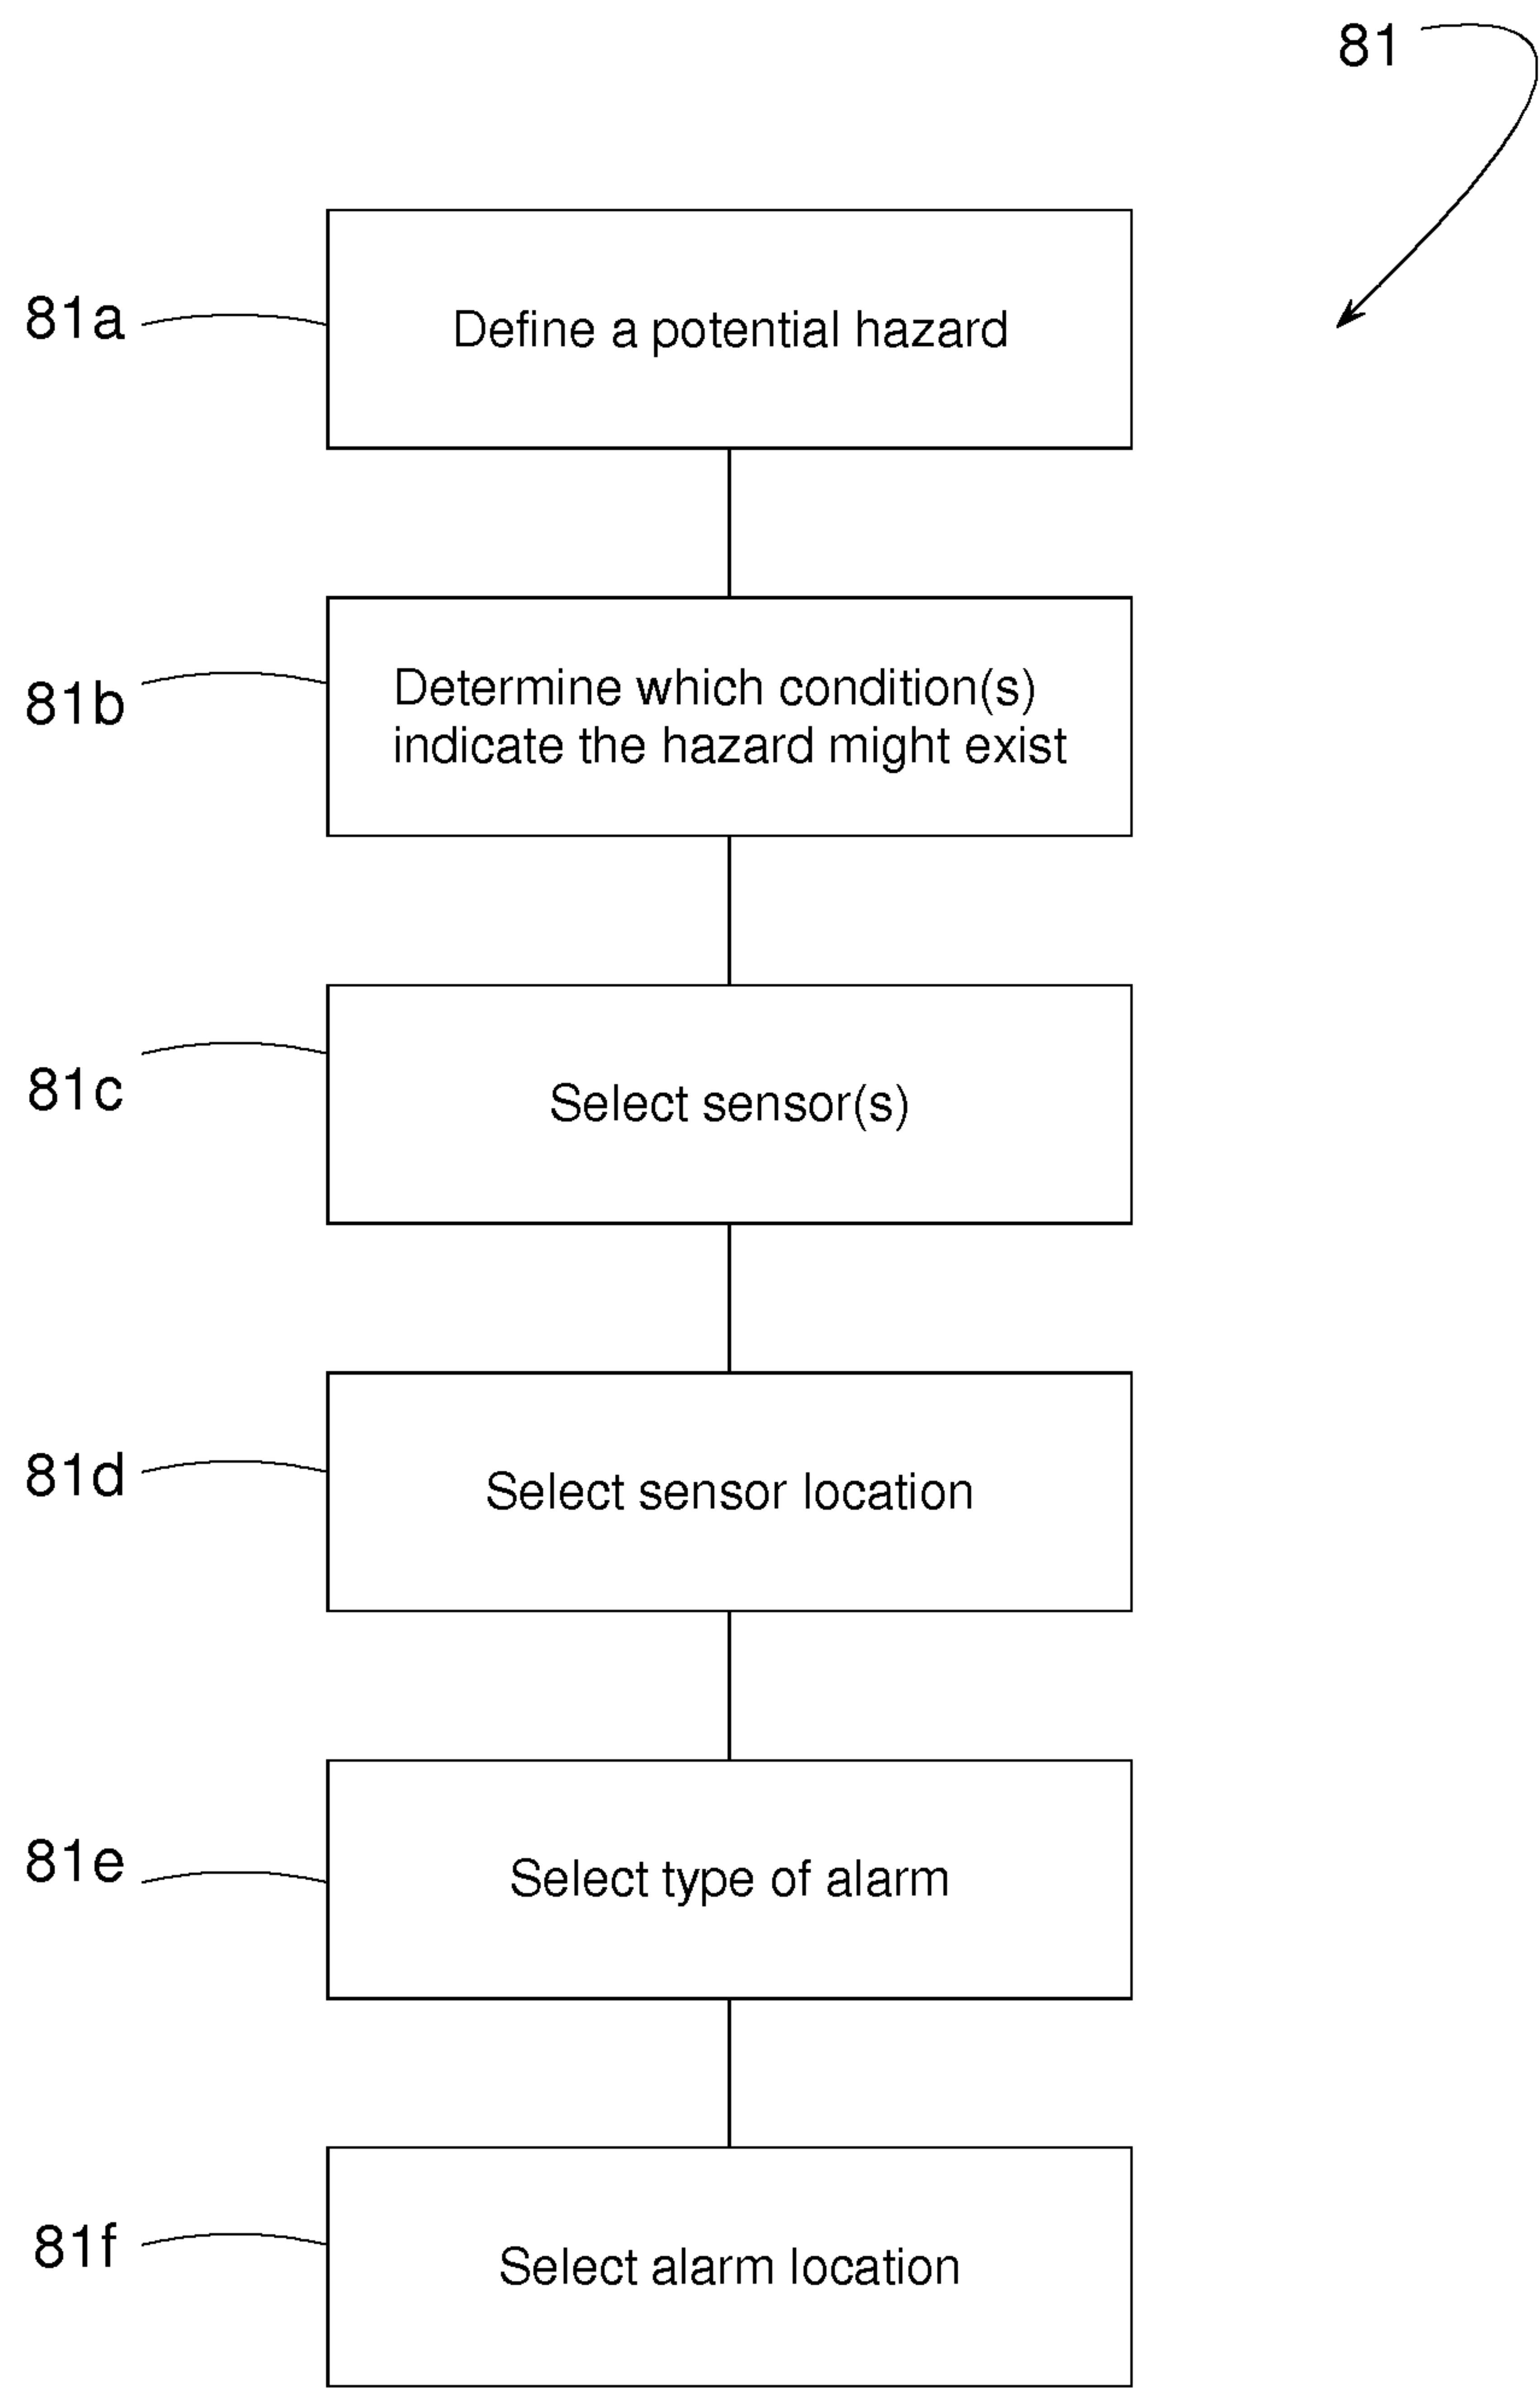 81
81a
Define a potential hazard
81b
Determine which condition(s)
indicate the hazard might exist
81c
Select sensor(s)
81d
Select sensor location
81e
Select type of alarm
81f
Select alarm location